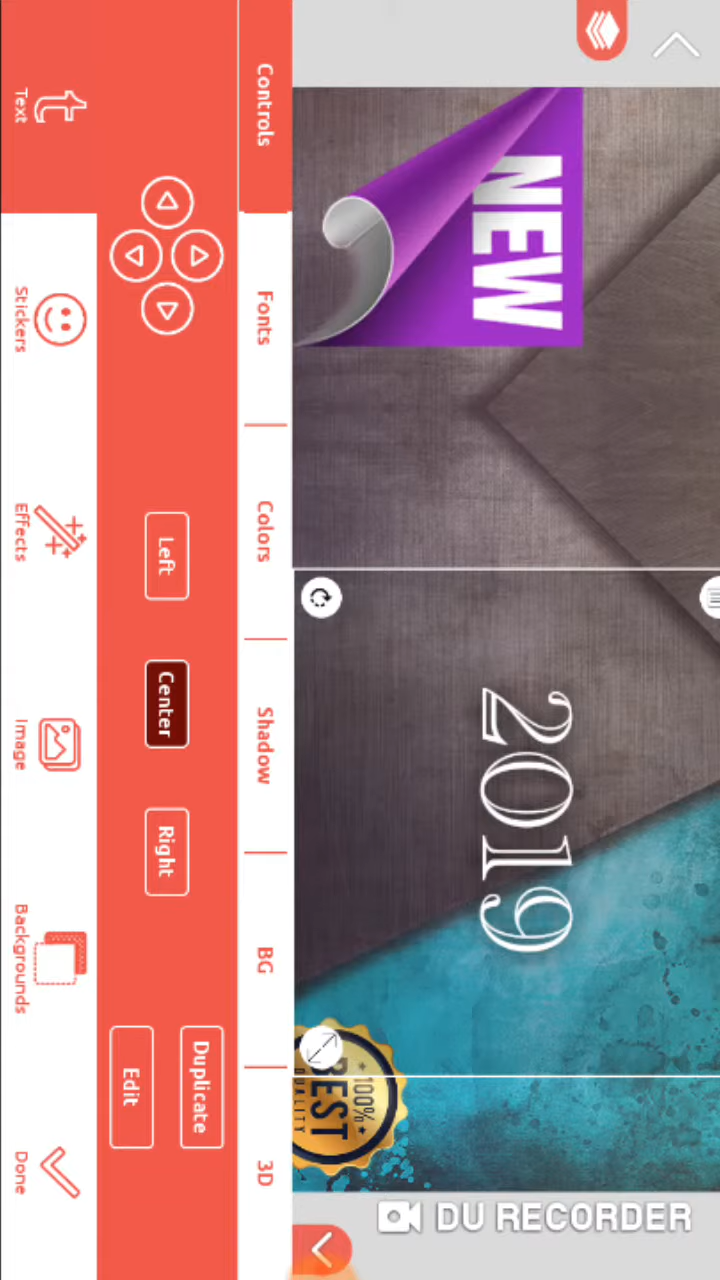 NEW
2019
100%
BEST
QUALITY
DU RECORDER
Controls
Fonts
Colors
Shadow
BG
3D
Left
Center
Right
Duplicate
Edit
Text
Stickers
Effects
Image
Backgrounds
Done